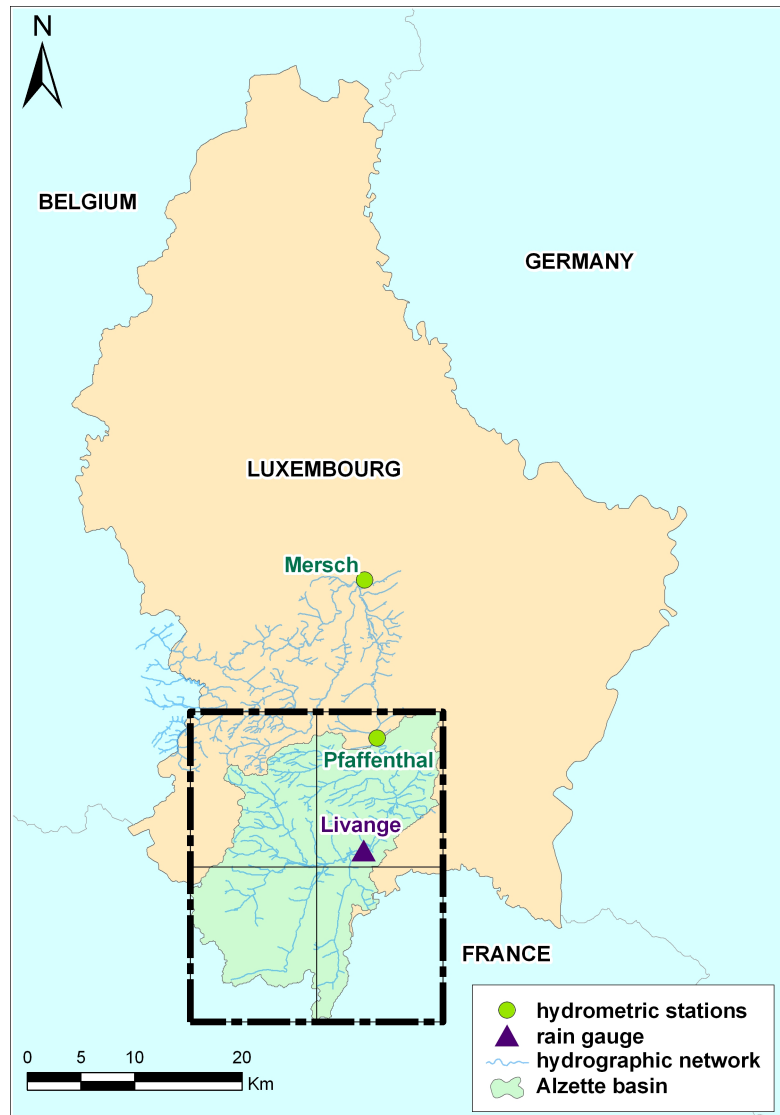 N
BELGIUM
GERMANY
LUXEMBOURG
Mersch
Pfaffenthal
Livange
FRANCE
hydrometric stations
rain gauge
hydrographic network
Alzette basin
0 5 10 20
Km